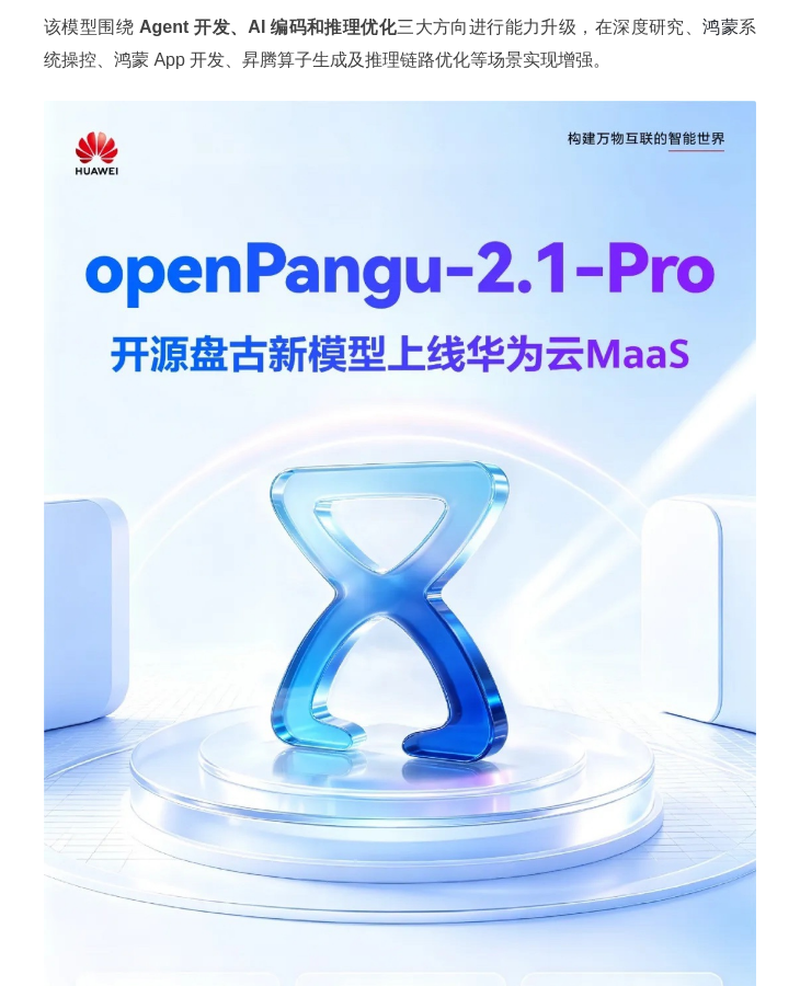 该模型围绕 Agent 开发、AI 编码和推理优化三大方向进行能力升级，在深度研究、鸿蒙系
统操控、鸿蒙 App 开发、昇腾算子生成及推理链路优化等场景实现增强。
HUAWEI
构建万物互联的智能世界
openPangu-2.1-Pro
开源盘古新模型上线华为云MaaS